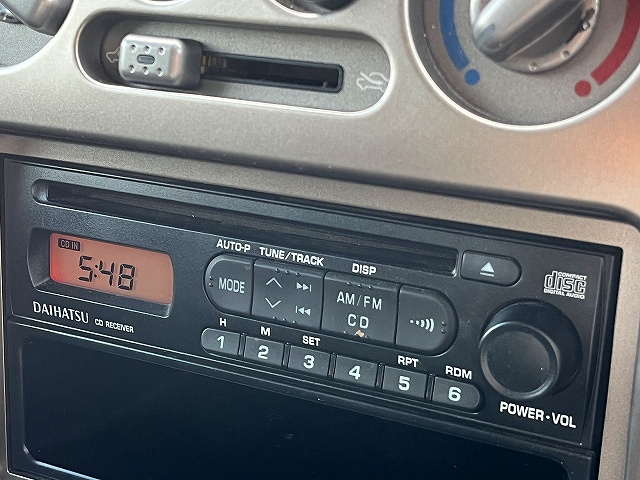 CD IN
5:48
DAIHATSU CD RECEIVER
AUTO-P TUNE/TRACK DISP
MODE
AM/FM
CD
COMPACT
disc
DIGITAL AUDIO
H M SET RPT RDM
1 2 3 4 5 6
POWER·VOL